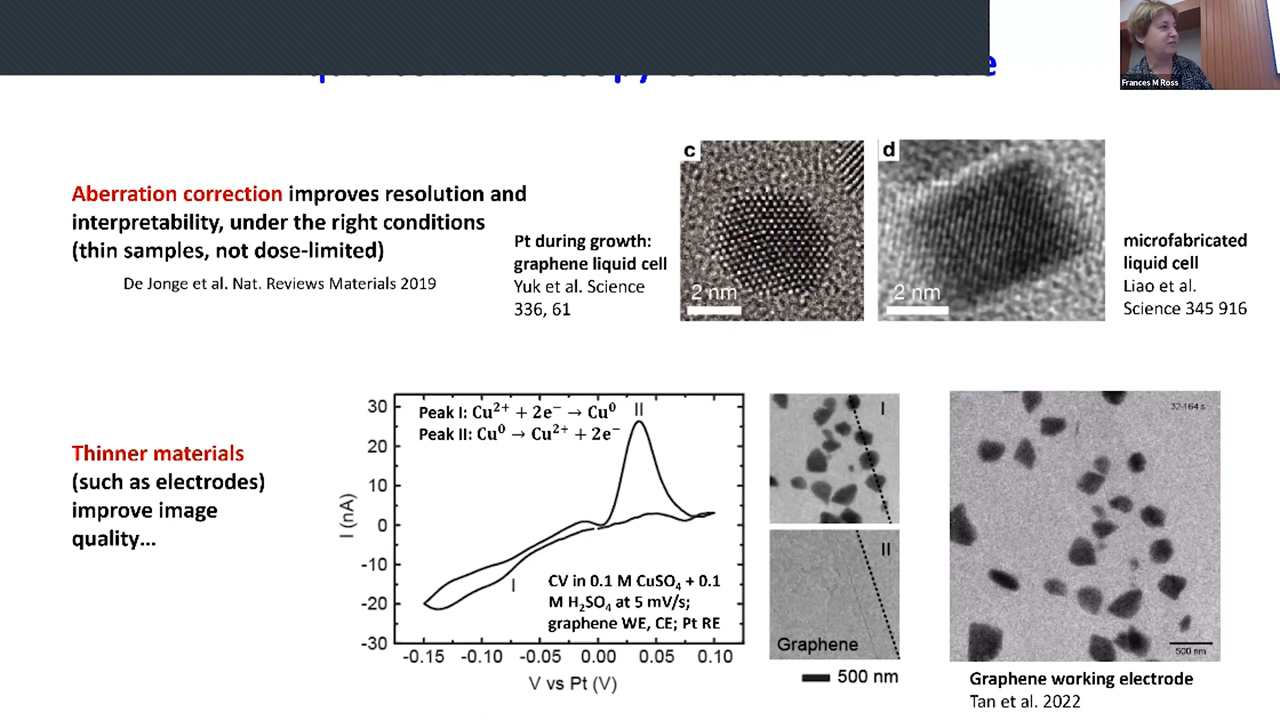 Frances M Ross
Aberration correction improves resolution and
interpretability, under the right conditions
(thin samples, not dose-limited)
De Jonge et al. Nat. Reviews Materials 2019
Pt during growth:
graphene liquid cell
Yuk et al. Science
336, 61
c
2 nm
d
2 nm
microfabricated
liquid cell
Liao et al.
Science 345 916
Thinner materials
(such as electrodes)
improve image
quality...
I (nA)
30
20
10
0
-10
-20
-30
Peak I: Cu²⁺ + 2e⁻ → Cu⁰
Peak II: Cu⁰ → Cu²⁺ + 2e⁻
II
I
CV in 0.1 M CuSO₄ + 0.1
M H₂SO₄ at 5 mV/s;
graphene WE, CE; Pt RE
-0.15 -0.10 -0.05 0.00 0.05 0.10
V vs Pt (V)
I
II
Graphene
500 nm
500 nm
Graphene working electrode
Tan et al. 2022